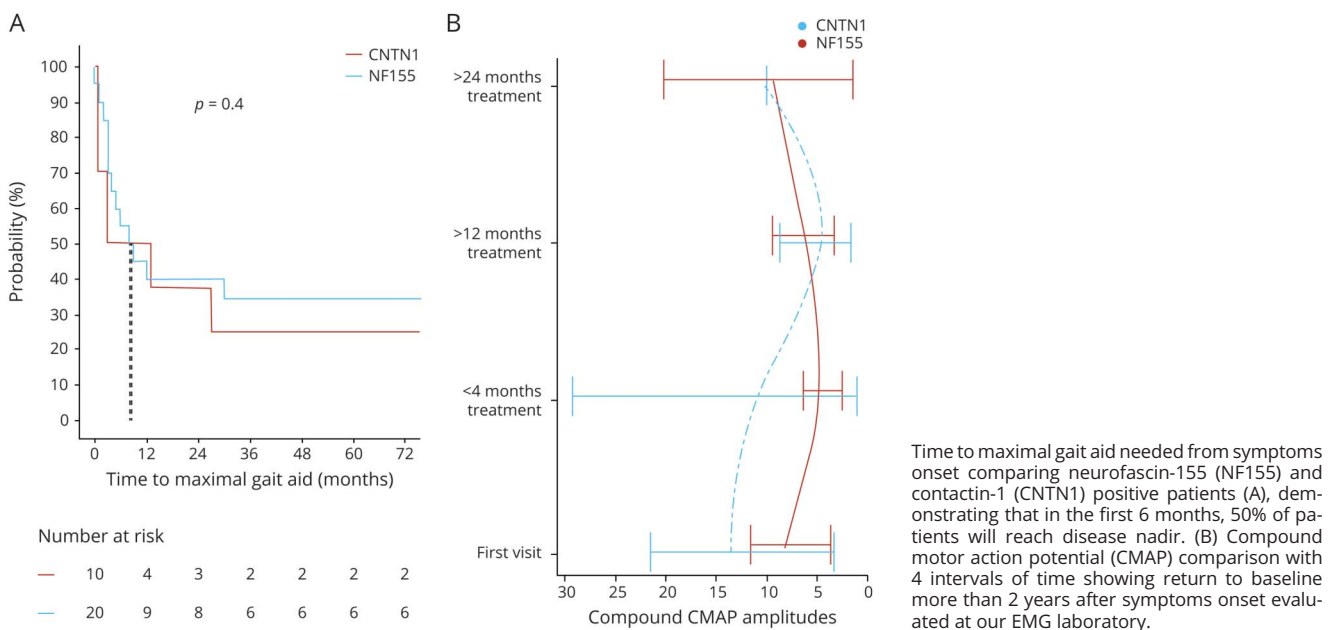 A
CNTN1
NF155
p = 0.4
100
90
80
70
60
50
40
30
20
10
0
Probability (%)
0 12 24 36 48 60 72
Time to maximal gait aid (months)
Number at risk
10 4 3 2 2 2 2
20 9 8 6 6 6 6
B
CNTN1
NF155
>24 months
treatment
>12 months
treatment
<4 months
treatment
First visit
30 25 20 15 10 5 0
Compound CMAP amplitudes
Time to maximal gait aid needed from symptoms
onset comparing neurofascin-155 (NF155) and
contactin-1 (CNTN1) positive patients (A), dem-
onstrating that in the first 6 months, 50% of pa-
tients will reach disease nadir. (B) Compound
motor action potential (CMAP) comparison with
4 intervals of time showing return to baseline
more than 2 years after symptoms onset evalu-
ated at our EMG laboratory.